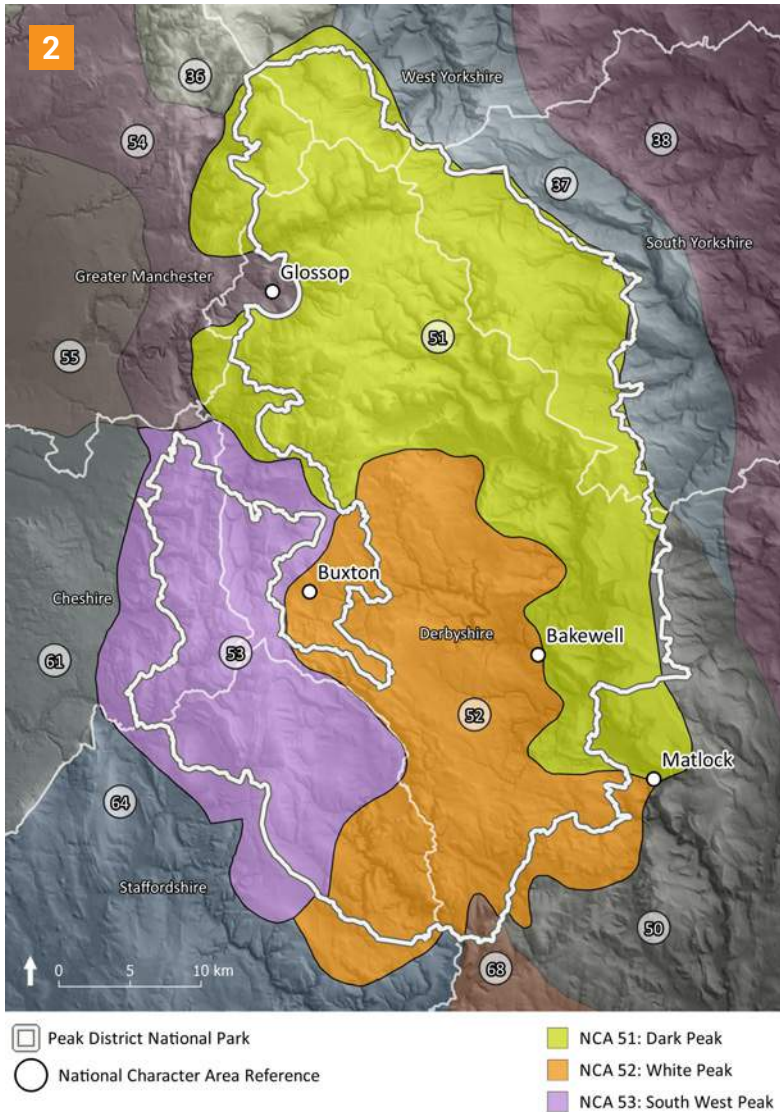 2
36
West Yorkshire
54
38
37
South Yorkshire
Greater Manchester
Glossop
51
55
Buxton
Cheshire
Derbyshire
Bakewell
53
61
52
Matlock
64
Staffordshire
50
68
0 5 10 km
Peak District National Park
National Character Area Reference
NCA 51: Dark Peak
NCA 52: White Peak
NCA 53: South West Peak